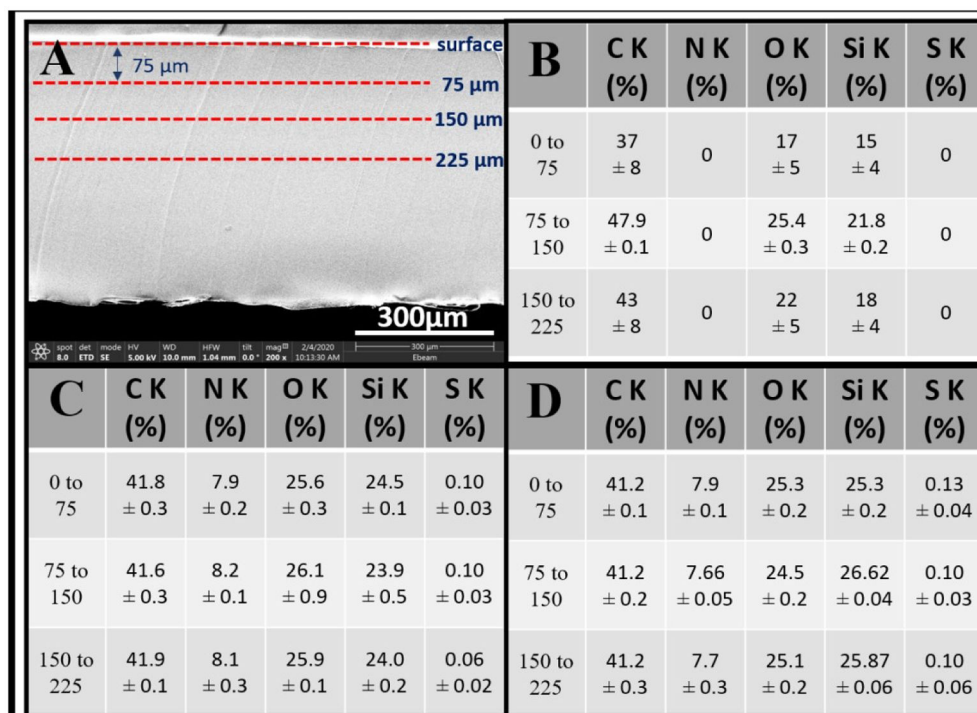 A
surface
75 μm
75 μm
150 μm
225 μm
300μm
spot det mode HV WD HFW tilt mag 2/4/2020 300 μm
8.0 ETD SE 5.00 kV 10.0 mm 1.04 mm 0.0 ° 200 x 10:13:30 AM Ebeam
B C K N K O K Si K S K
(%) (%) (%) (%) (%)
0 to 37 0 17 15 0
75 ± 8 ± 5 ± 4
75 to 47.9 0 25.4 21.8 0
150 ± 0.1 ± 0.3 ± 0.2
150 to 43 0 22 18 0
225 ± 8 ± 5 ± 4
C C K N K O K Si K S K
(%) (%) (%) (%) (%)
0 to 41.8 7.9 25.6 24.5 0.10
75 ± 0.3 ± 0.2 ± 0.3 ± 0.1 ± 0.03
75 to 41.6 8.2 26.1 23.9 0.10
150 ± 0.3 ± 0.1 ± 0.9 ± 0.5 ± 0.03
150 to 41.9 8.1 25.9 24.0 0.06
225 ± 0.1 ± 0.3 ± 0.1 ± 0.2 ± 0.02
D C K N K O K Si K S K
(%) (%) (%) (%) (%)
0 to 41.2 7.9 25.3 25.3 0.13
75 ± 0.1 ± 0.1 ± 0.2 ± 0.2 ± 0.04
75 to 41.2 7.66 24.5 26.62 0.10
150 ± 0.2 ± 0.05 ± 0.2 ± 0.04 ± 0.03
150 to 41.2 7.7 25.1 25.87 0.10
225 ± 0.3 ± 0.3 ± 0.2 ± 0.06 ± 0.06